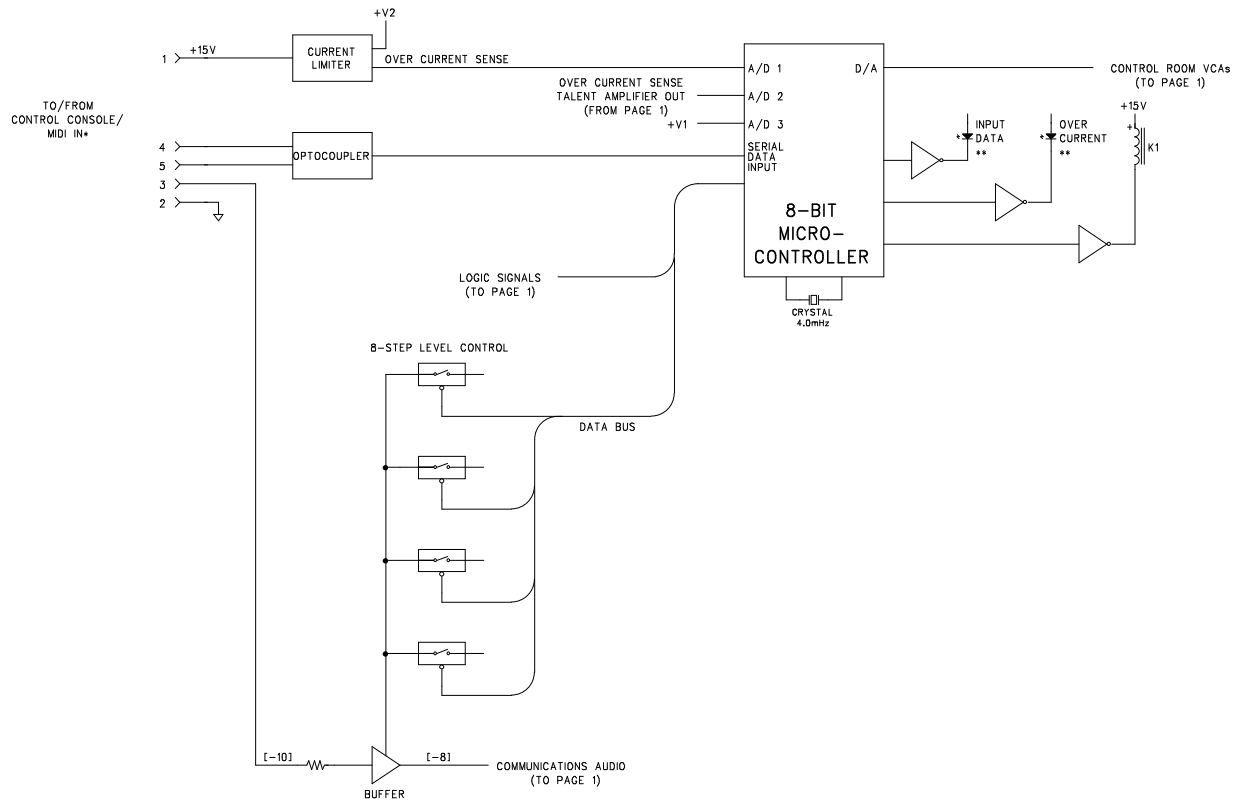 +V2
1
+15V
CURRENT
LIMITER
OVER CURRENT SENSE
TO/FROM
CONTROL CONSOLE/
MIDI IN*
4
5
3
2
OPTOCOUPLER
OVER CURRENT SENSE
TALENT AMPLIFIER OUT
(FROM PAGE 1)
+V1
A/D 1
D/A
A/D 2
A/D 3
SERIAL
DATA
INPUT
8-BIT
MICRO-
CONTROLLER
CONTROL ROOM VCAs
(TO PAGE 1)
+15V
INPUT
DATA
**
OVER
CURRENT
**
+
K1
CRYSTAL
4.0mHz
LOGIC SIGNALS
(TO PAGE 1)
8-STEP LEVEL CONTROL
DATA BUS
[-10]
[-8]
COMMUNICATIONS AUDIO
(TO PAGE 1)
BUFFER